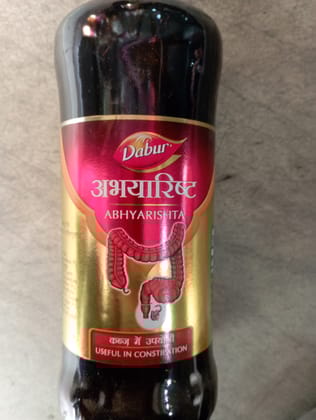 Dabur
अभयारिष्ट
ABHYARISHTA
कब्ज़ में उपयोगी
USEFUL IN CONSTIPATION